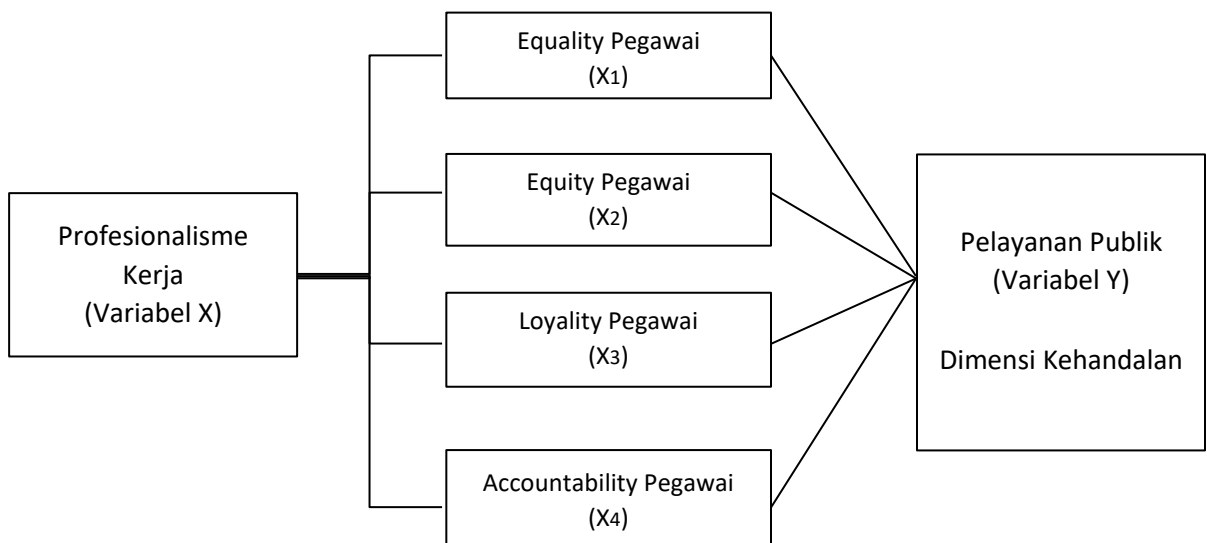 Profesionalisme
Kerja
(Variabel X)
Equality Pegawai
(X1)
Equity Pegawai
(X2)
Loyality Pegawai
(X3)
Accountability Pegawai
(X4)
Pelayanan Publik
(Variabel Y)
Dimensi Kehandalan